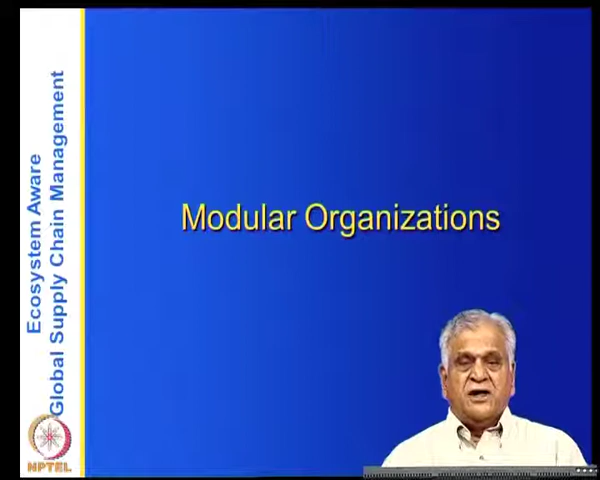 Ecosystem Aware
Global Supply Chain Management
Modular Organizations
NPTEL